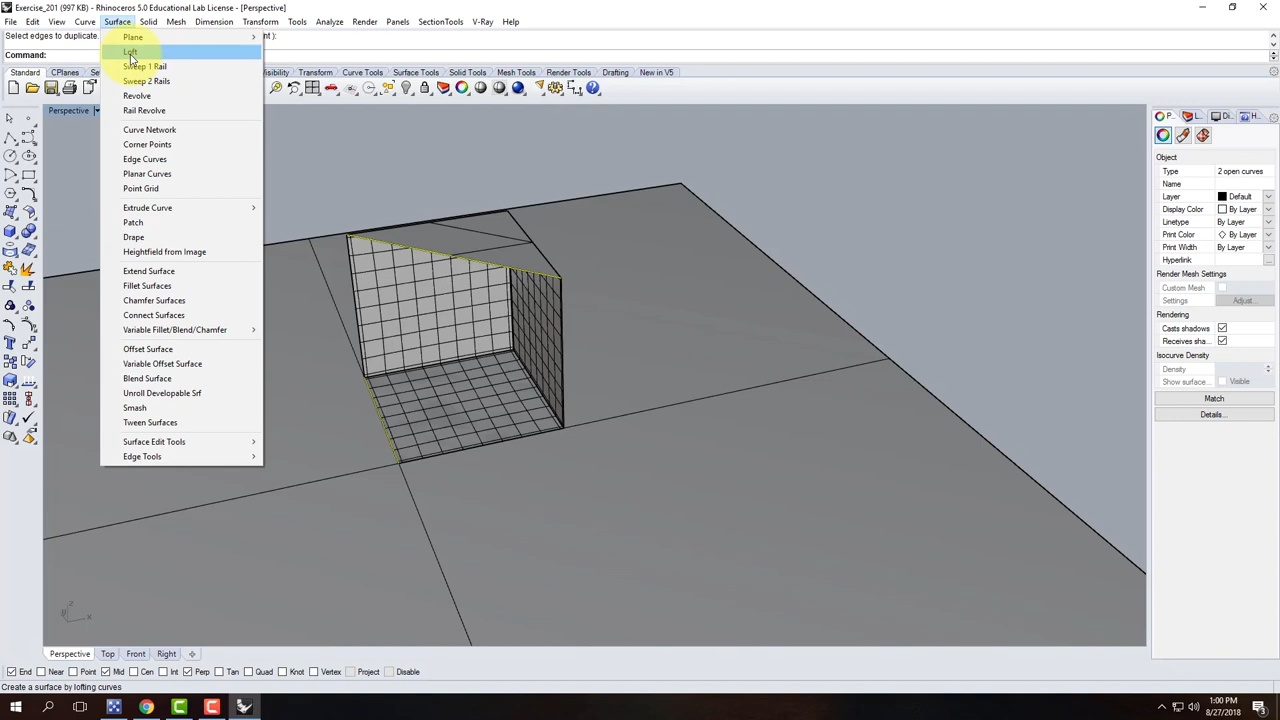 Exercise_201 (997 KB) - Rhinoceros 5.0 Educational Lab License - [Perspective]
File Edit View Curve Surface Solid Mesh Dimension Transform Tools Analyze Render Panels SectionTools V-Ray Help
Select edges to duplicate.
Command:
Standard CPlanes Visibility Transform Curve Tools Surface Tools Solid Tools Mesh Tools Render Tools Drafting New in V5
Perspective
Plane
Loft
Sweep 1 Rail
Sweep 2 Rails
Revolve
Rail Revolve
Curve Network
Corner Points
Edge Curves
Planar Curves
Point Grid
Extrude Curve
Patch
Drape
Heightfield from Image
Extend Surface
Fillet Surfaces
Chamfer Surfaces
Connect Surfaces
Variable Fillet/Blend/Chamfer
Offset Surface
Variable Offset Surface
Blend Surface
Unroll Developable Srf
Smash
Tween Surfaces
Surface Edit Tools
Edge Tools
P... L... Di... H...
Object
Type 2 open curves
Name
Layer Default
Display Color By Layer
Linetype By Layer
Print Color By Layer
Print Width By Layer
Hyperlink
Render Mesh Settings
Custom Mesh
Settings Adjust...
Rendering
Casts shadows
Receives sha...
Isocurve Density
Density
Show surface ... Visible
Match
Details...
z
y x
Perspective Top Front Right
End Near Point Mid Cen Int Perp Tan Quad Knot Vertex Project Disable
Create a surface by lofting curves
1:00 PM
8/27/2018